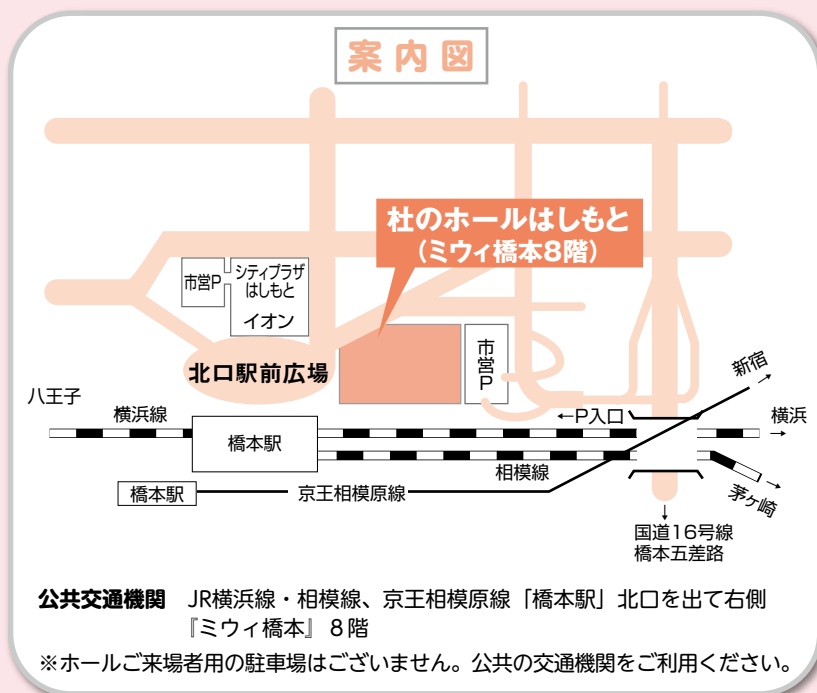 案内図
杜のホールはしもと
（ミウィ橋本8階）
市営P
シティプラザ
はしもと
イオン
市営P
北口駅前広場
新宿
八王子
横浜線
←P入口
横浜
橋本駅
相模線
橋本駅
京王相模原線
茅ヶ崎
国道16号線
橋本五差路
公共交通機関 JR横浜線・相模線、京王相模原線「橋本駅」北口を出て右側
『ミウィ橋本』8階
※ホールご来場者用の駐車場はございません。公共の交通機関をご利用ください。